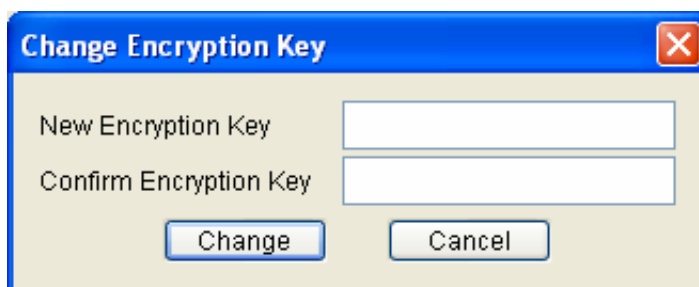 Change Encryption Key
New Encryption Key
Confirm Encryption Key
Change Cancel